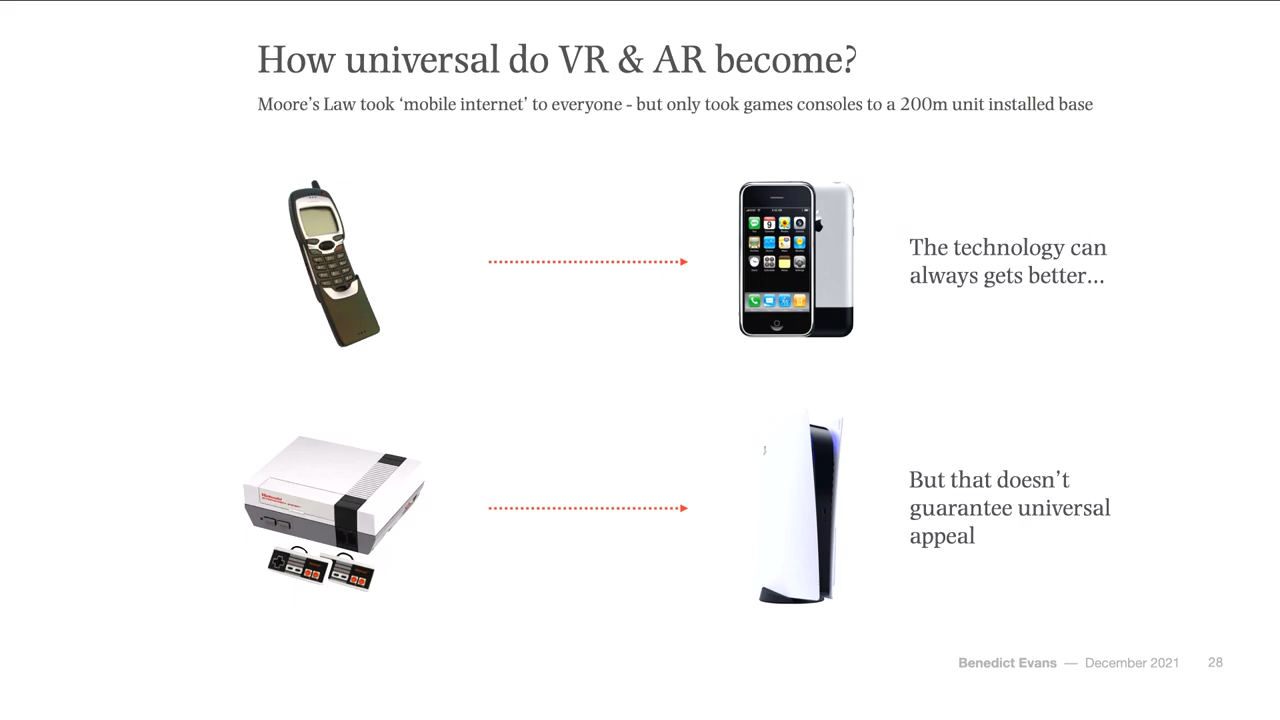 How universal do VR & AR become?
Moore’s Law took ‘mobile internet’ to everyone - but only took games consoles to a 200m unit installed base
The technology can
always gets better…
Nintendo
But that doesn’t
guarantee universal
appeal
Benedict Evans — December 2021 28